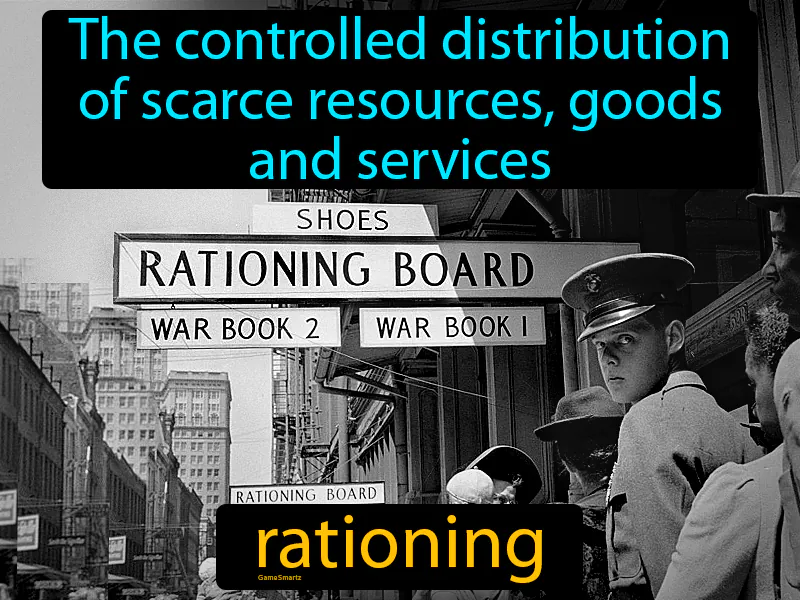 The controlled distribution
of scarce resources, goods
and services
SHOES
RATIONING BOARD
WAR BOOK 2
WAR BOOK 1
RATIONING BOARD
rationing
GameSmartz